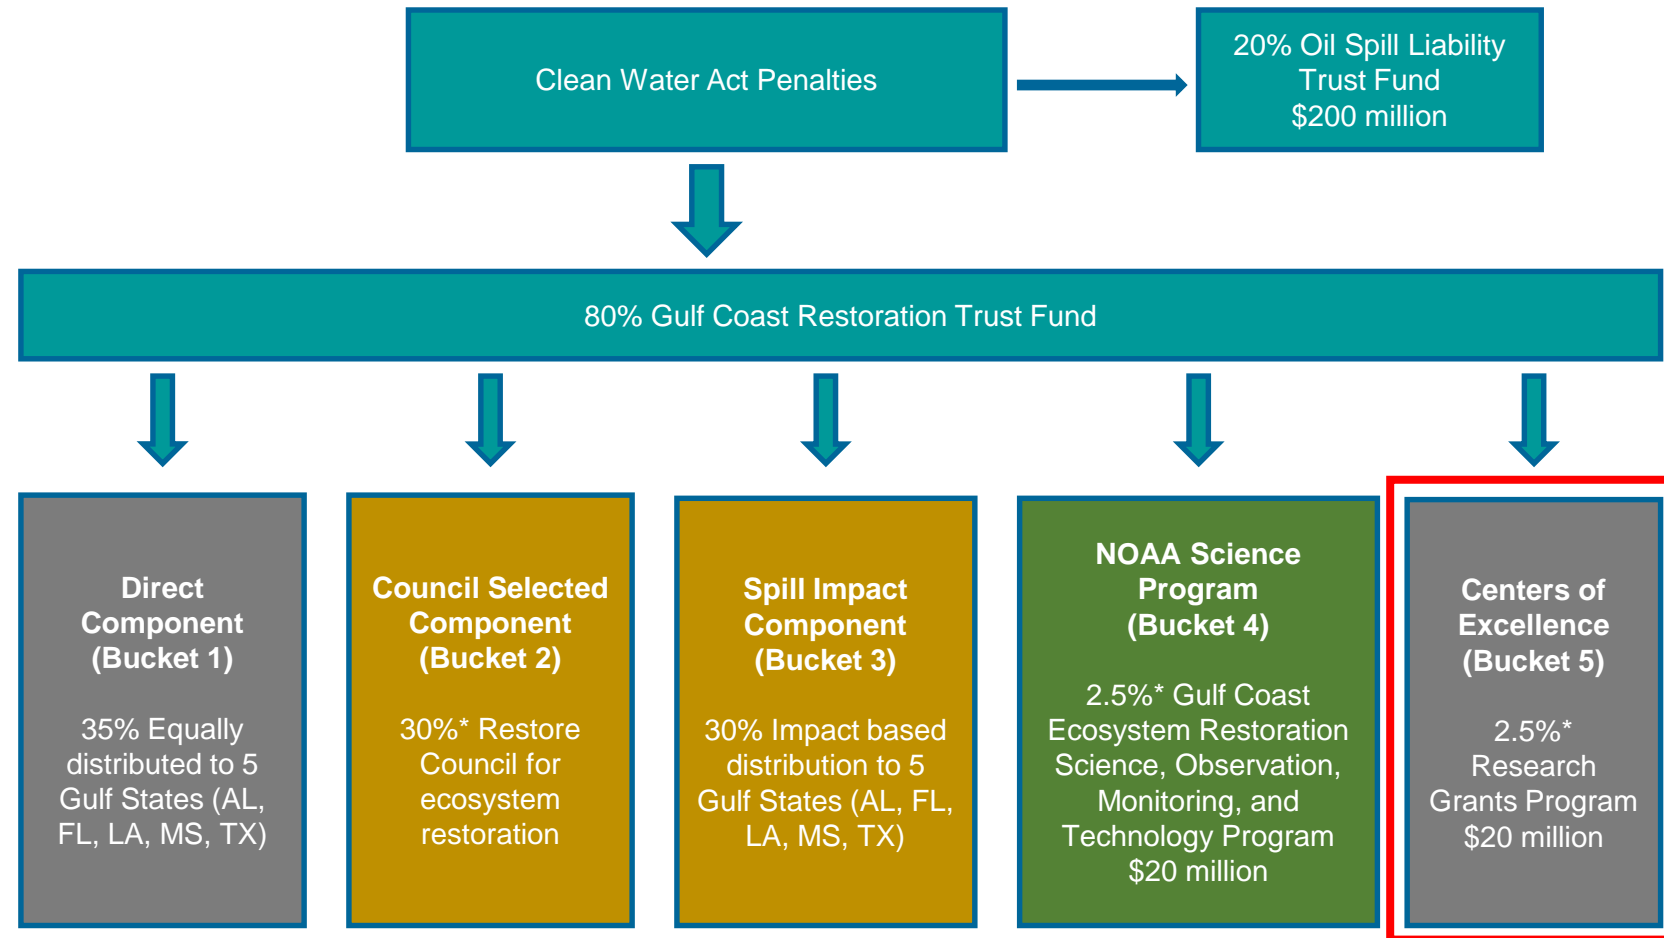 Clean Water Act Penalties
20% Oil Spill Liability
Trust Fund
$200 million
80% Gulf Coast Restoration Trust Fund
Direct
Component
(Bucket 1)
35% Equally
distributed to 5
Gulf States (AL,
FL, LA, MS, TX)
Council Selected
Component
(Bucket 2)
30%* Restore
Council for
ecosystem
restoration
Spill Impact
Component
(Bucket 3)
30% Impact based
distribution to 5
Gulf States (AL, FL,
LA, MS, TX)
NOAA Science
Program
(Bucket 4)
2.5%* Gulf Coast
Ecosystem Restoration
Science, Observation,
Monitoring, and
Technology Program
$20 million
Centers of
Excellence
(Bucket 5)
2.5%*
Research
Grants Program
$20 million